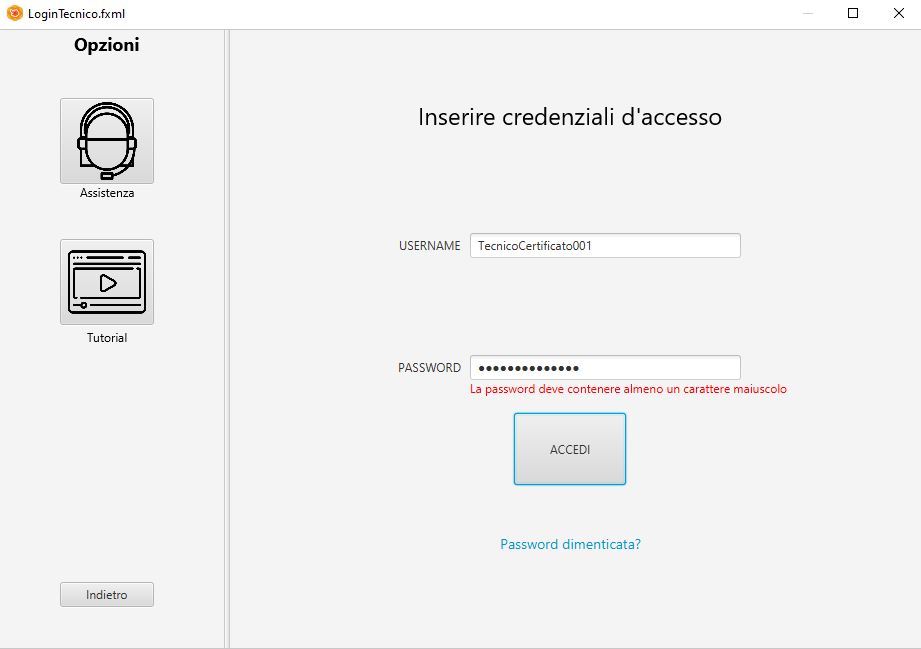 LoginTecnico.fxml
Opzioni
Assistenza
Tutorial
Indietro
Inserire credenziali d'accesso
USERNAME TecnicoCertificato001
PASSWORD ••••••••••••••
La password deve contenere almeno un carattere maiuscolo
ACCEDI
Password dimenticata?